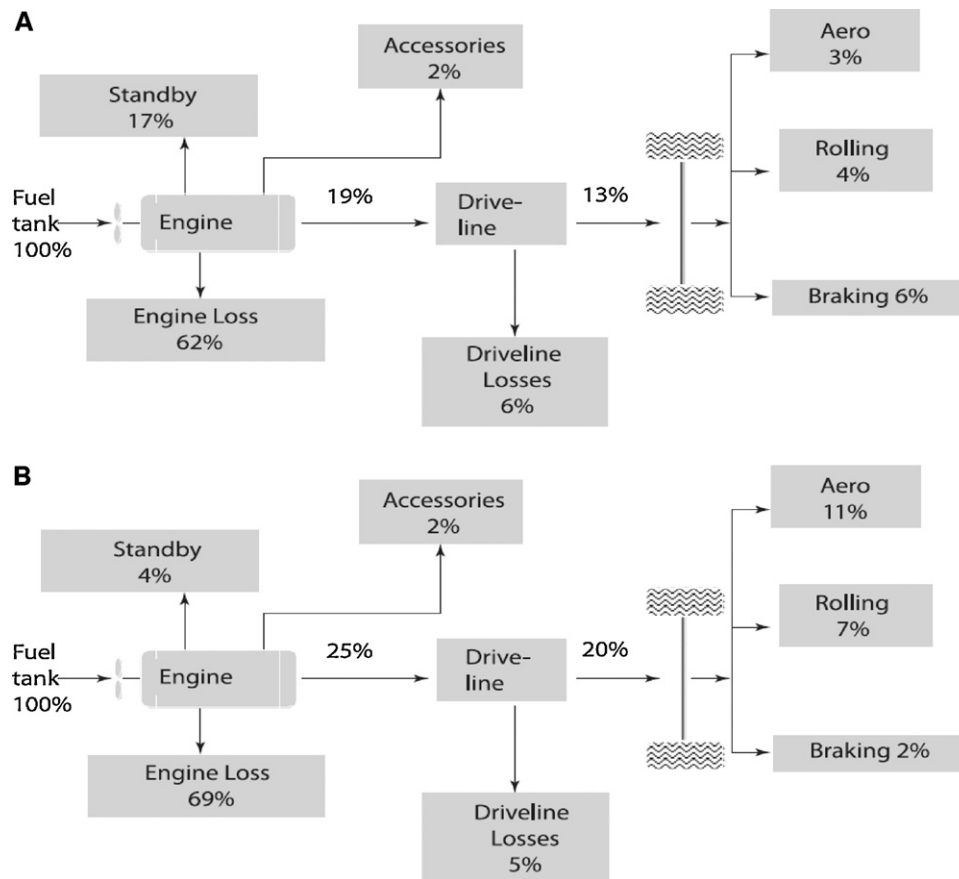 A
Accessories
2%
Aero
3%
Standby
17%
Rolling
4%
Fuel
tank
100%
Engine
19%
Drive-
line
13%
Engine Loss
62%
Braking 6%
Driveline
Losses
6%
B
Accessories
2%
Aero
11%
Standby
4%
Rolling
7%
Fuel
tank
100%
Engine
25%
Drive-
line
20%
Engine Loss
69%
Braking 2%
Driveline
Losses
5%